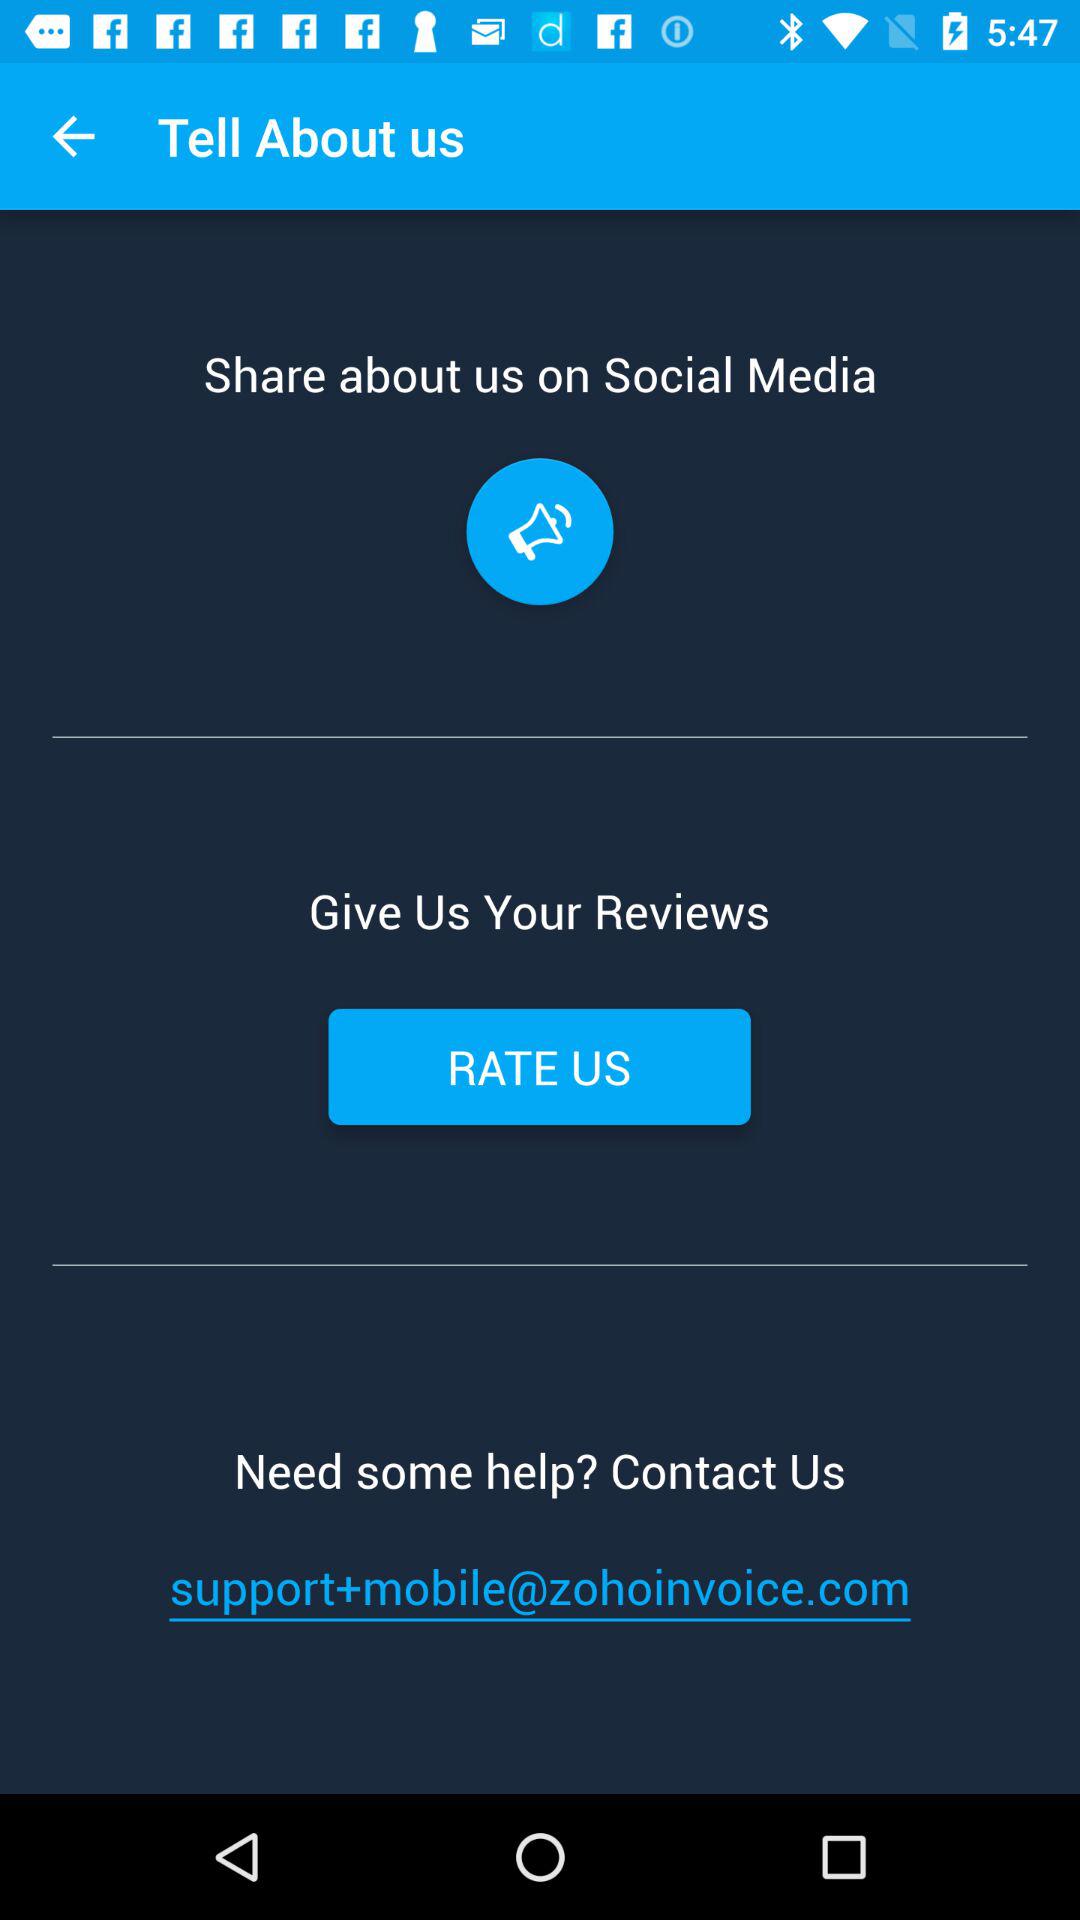 5:47
Tell About us
Share about us on Social Media
Give Us Your Reviews
RATE US
Need some help? Contact Us
support+mobile@zohoinvoice.com